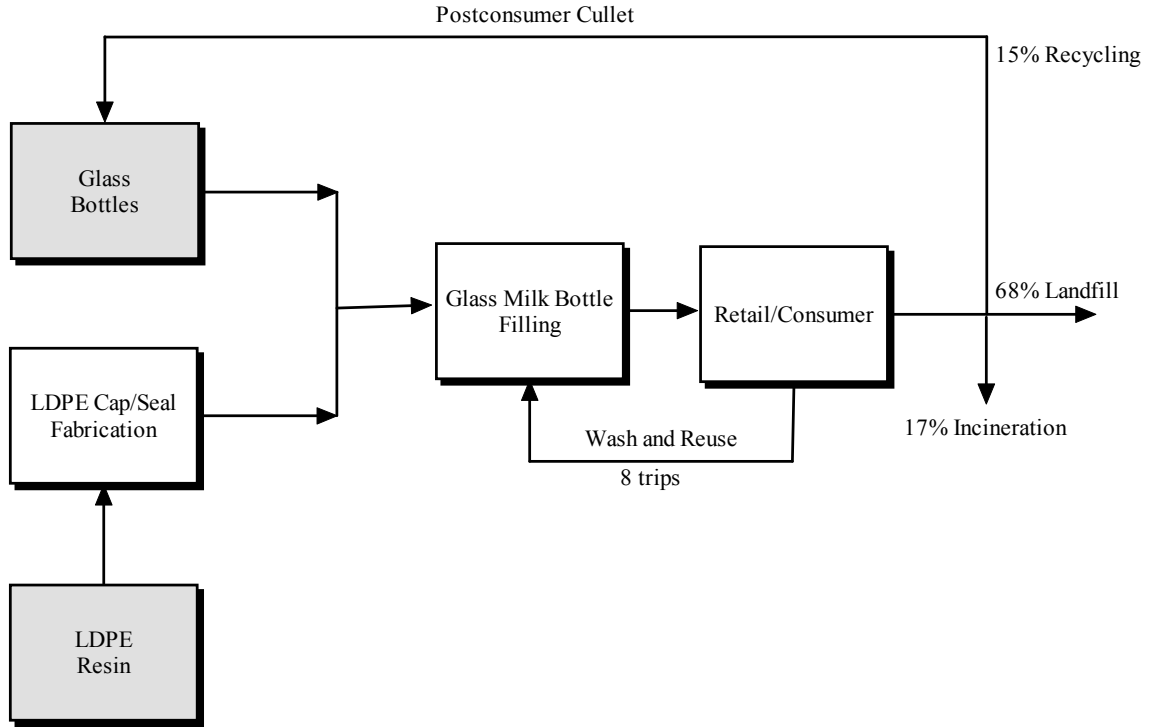 Postconsumer Cullet
15% Recycling
Glass
Bottles
Glass Milk Bottle
Filling
Retail/Consumer
68% Landfill
LDPE Cap/Seal
Fabrication
Wash and Reuse
8 trips
17% Incineration
LDPE
Resin